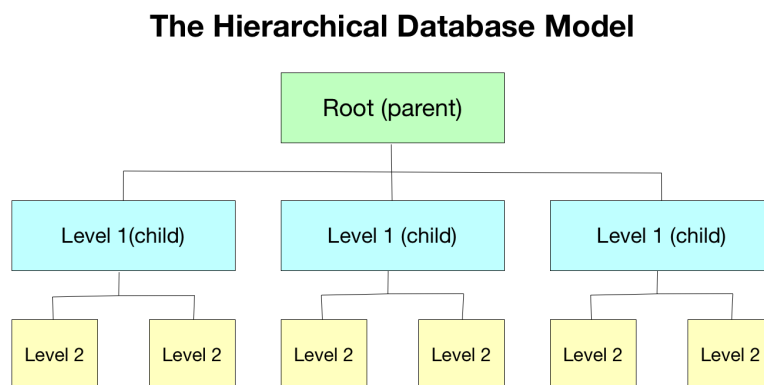 The Hierarchical Database Model
Root (parent)
Level 1(child)
Level 1 (child)
Level 1 (child)
Level 2
Level 2
Level 2
Level 2
Level 2
Level 2